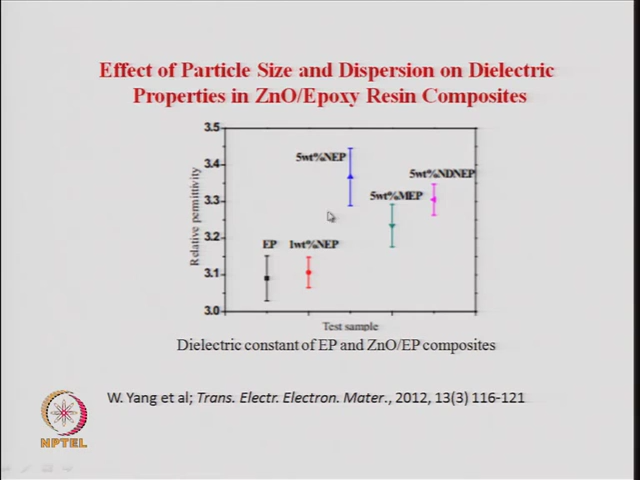 Effect of Particle Size and Dispersion on Dielectric
Properties in ZnO/Epoxy Resin Composites
3.5
3.4
3.3
3.2
3.1
3.0
Relative permittivity
5wt%NEP
5wt%NDNEP
5wt%MEP
EP
1wt%NEP
Test sample
Dielectric constant of EP and ZnO/EP composites
W. Yang et al; Trans. Electr. Electron. Mater., 2012, 13(3) 116-121
NPTEL